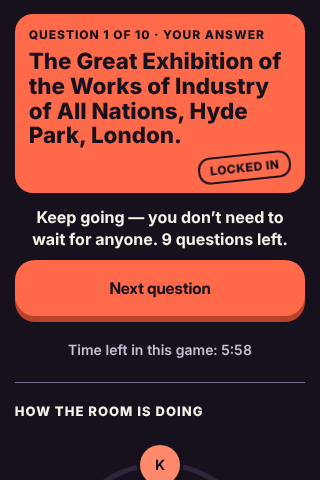 QUESTION 1 OF 10 · YOUR ANSWER
The Great Exhibition of
the Works of Industry
of All Nations, Hyde
Park, London.
LOCKED IN
Keep going — you don’t need to
wait for anyone. 9 questions left.
Next question
Time left in this game: 5:58
HOW THE ROOM IS DOING
K